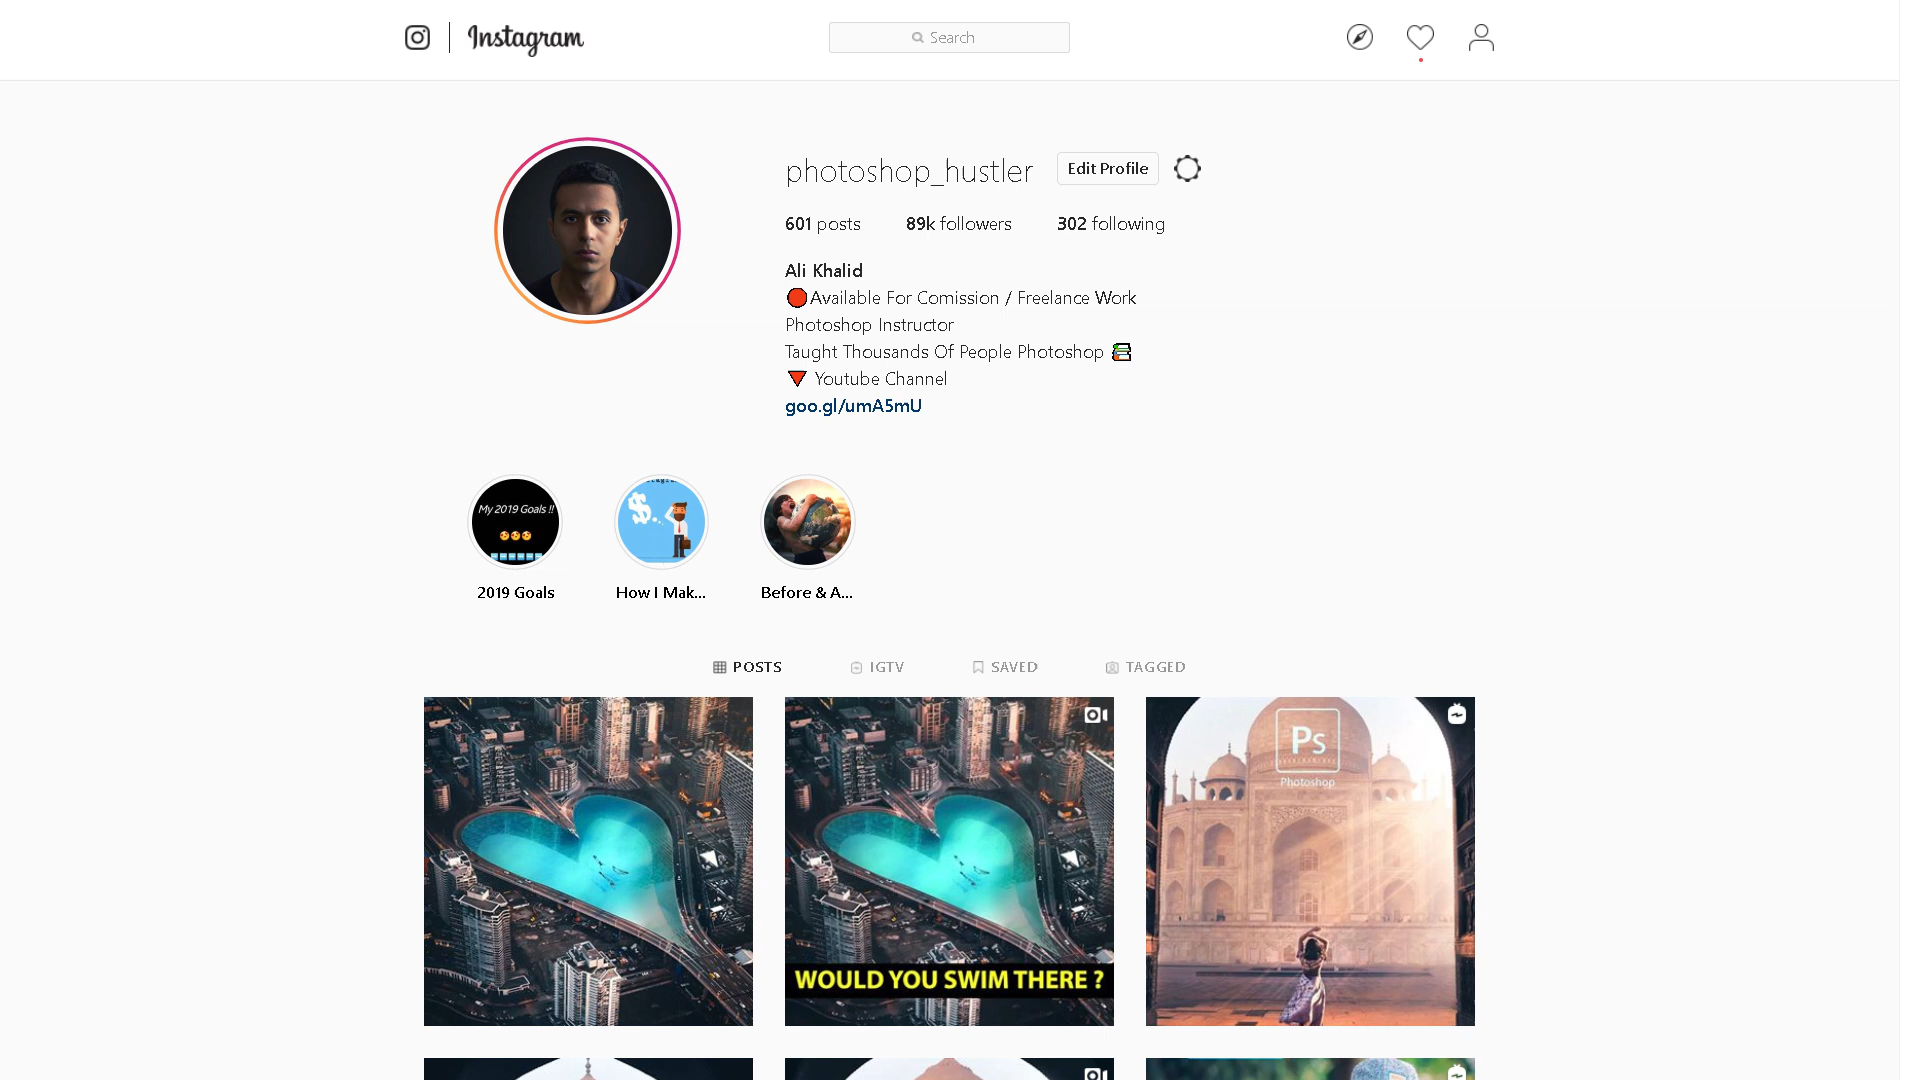 Instagram
Search
photoshop_hustler
Edit Profile
601 posts
89k followers
302 following
Ali Khalid
Available For Comission / Freelance Work
Photoshop Instructor
Taught Thousands Of People Photoshop
Youtube Channel
goo.gl/umA5mU
My 2019 Goals !!
$
2019 Goals
How I Mak...
Before & A...
POSTS
IGTV
SAVED
TAGGED
Ps
Photoshop
WOULD YOU SWIM THERE ?